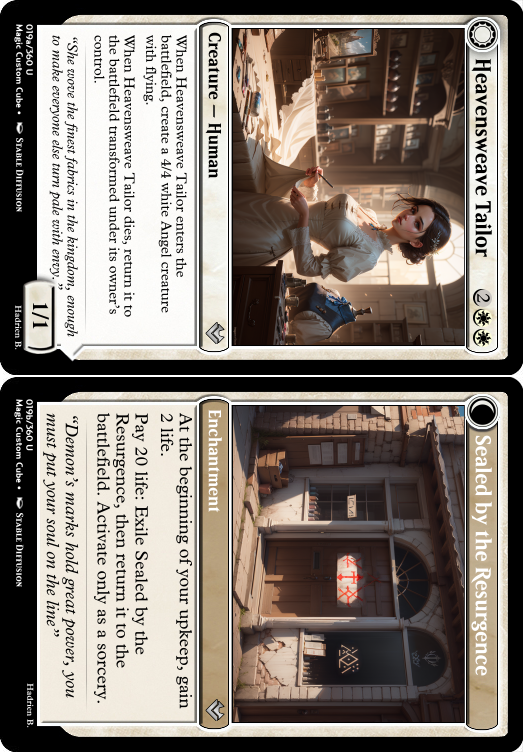 Heavensweave Tailor
2
Creature — Human
When Heavensweave Tailor enters the
battlefield, create a 4/4 white Angel creature
with flying.
When Heavensweave Tailor dies, return it to
the battlefield transformed under its owner's
control.
“She wove the finest fabrics in the kingdom, enough
to make everyone else turn pale with envy.”
1/1
019a/360 U
Magic Custom Cube • STABLE DIFFUSION
Hadrien B.
Sealed by the Resurgence
Enchantment
At the beginning of your upkeep, gain
2 life.
Pay 20 life: Exile Sealed by the
Resurgence, then return it to the
battlefield. Activate only as a sorcery.
“Demon's marks hold great power, you
must put your soul on the line”
019b/360 U
Magic Custom Cube • STABLE DIFFUSION
Hadrien B.